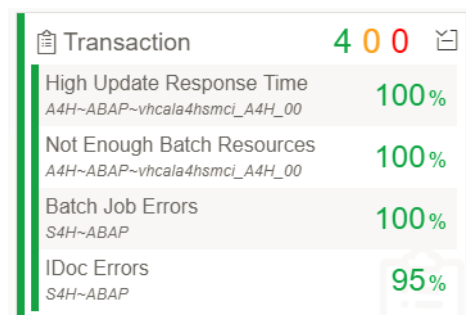 Transaction 4 0 0
High Update Response Time 100%
A4H~ABAP~vhcala4hsmci_A4H_00
Not Enough Batch Resources 100%
A4H~ABAP~vhcala4hsmci_A4H_00
Batch Job Errors 100%
S4H~ABAP
IDoc Errors 95%
S4H~ABAP